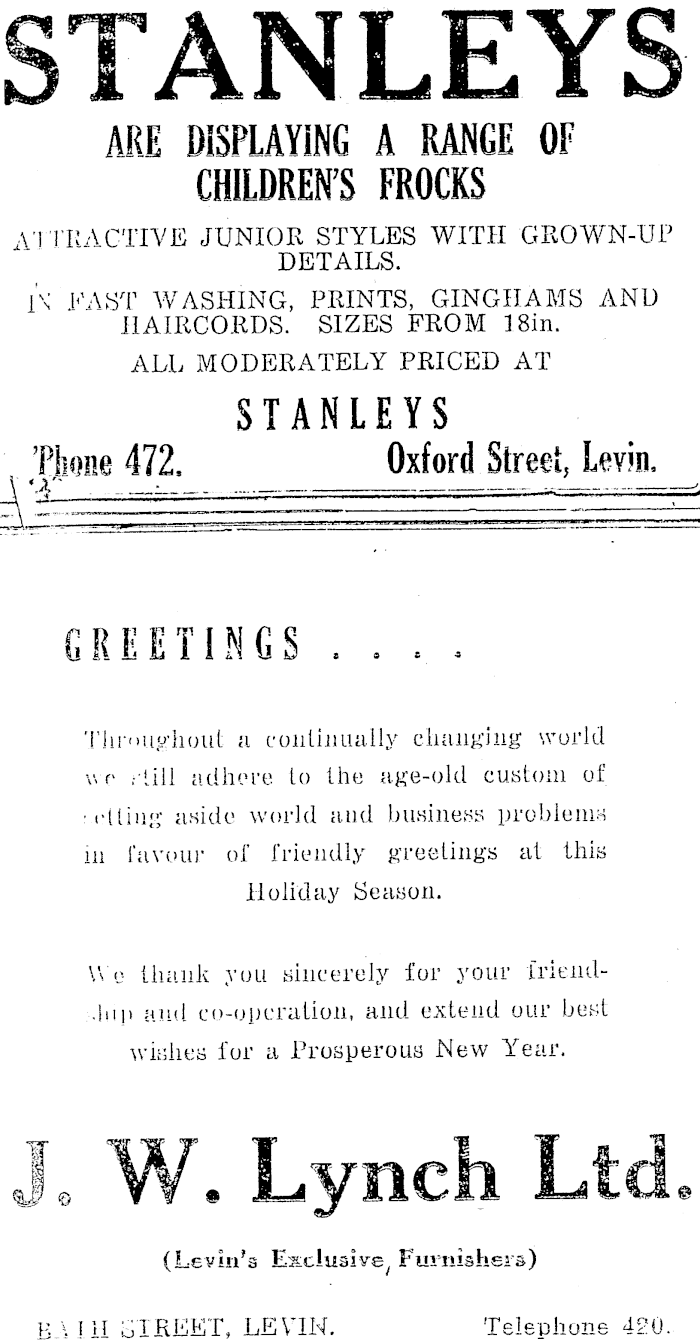 STANLEYS
ARE DISPLAYING A RANGE OF
CHILDREN'S FROCKS
ATTRACTIVE JUNIOR STYLES WITH GROWN-UP
DETAILS.
IN FAST WASHING, PRINTS, GINGHAMS AND
HAIRCORDS. SIZES FROM 18in.
ALL MODERATELY PRICED AT
STANLEYS
'Phone 472. Oxford Street, Levin.
GREETINGS . . . .
Throughout a continually changing world
we still adhere to the age-old custom of
setting aside world and business problems
in favour of friendly greetings at this
Holiday Season.
We thank you sincerely for your friend-
ship and co-operation, and extend our best
wishes for a Prosperous New Year.
J. W. Lynch Ltd.
(Levin's Exclusive Furnishers)
BATH STREET, LEVIN. Telephone 420.